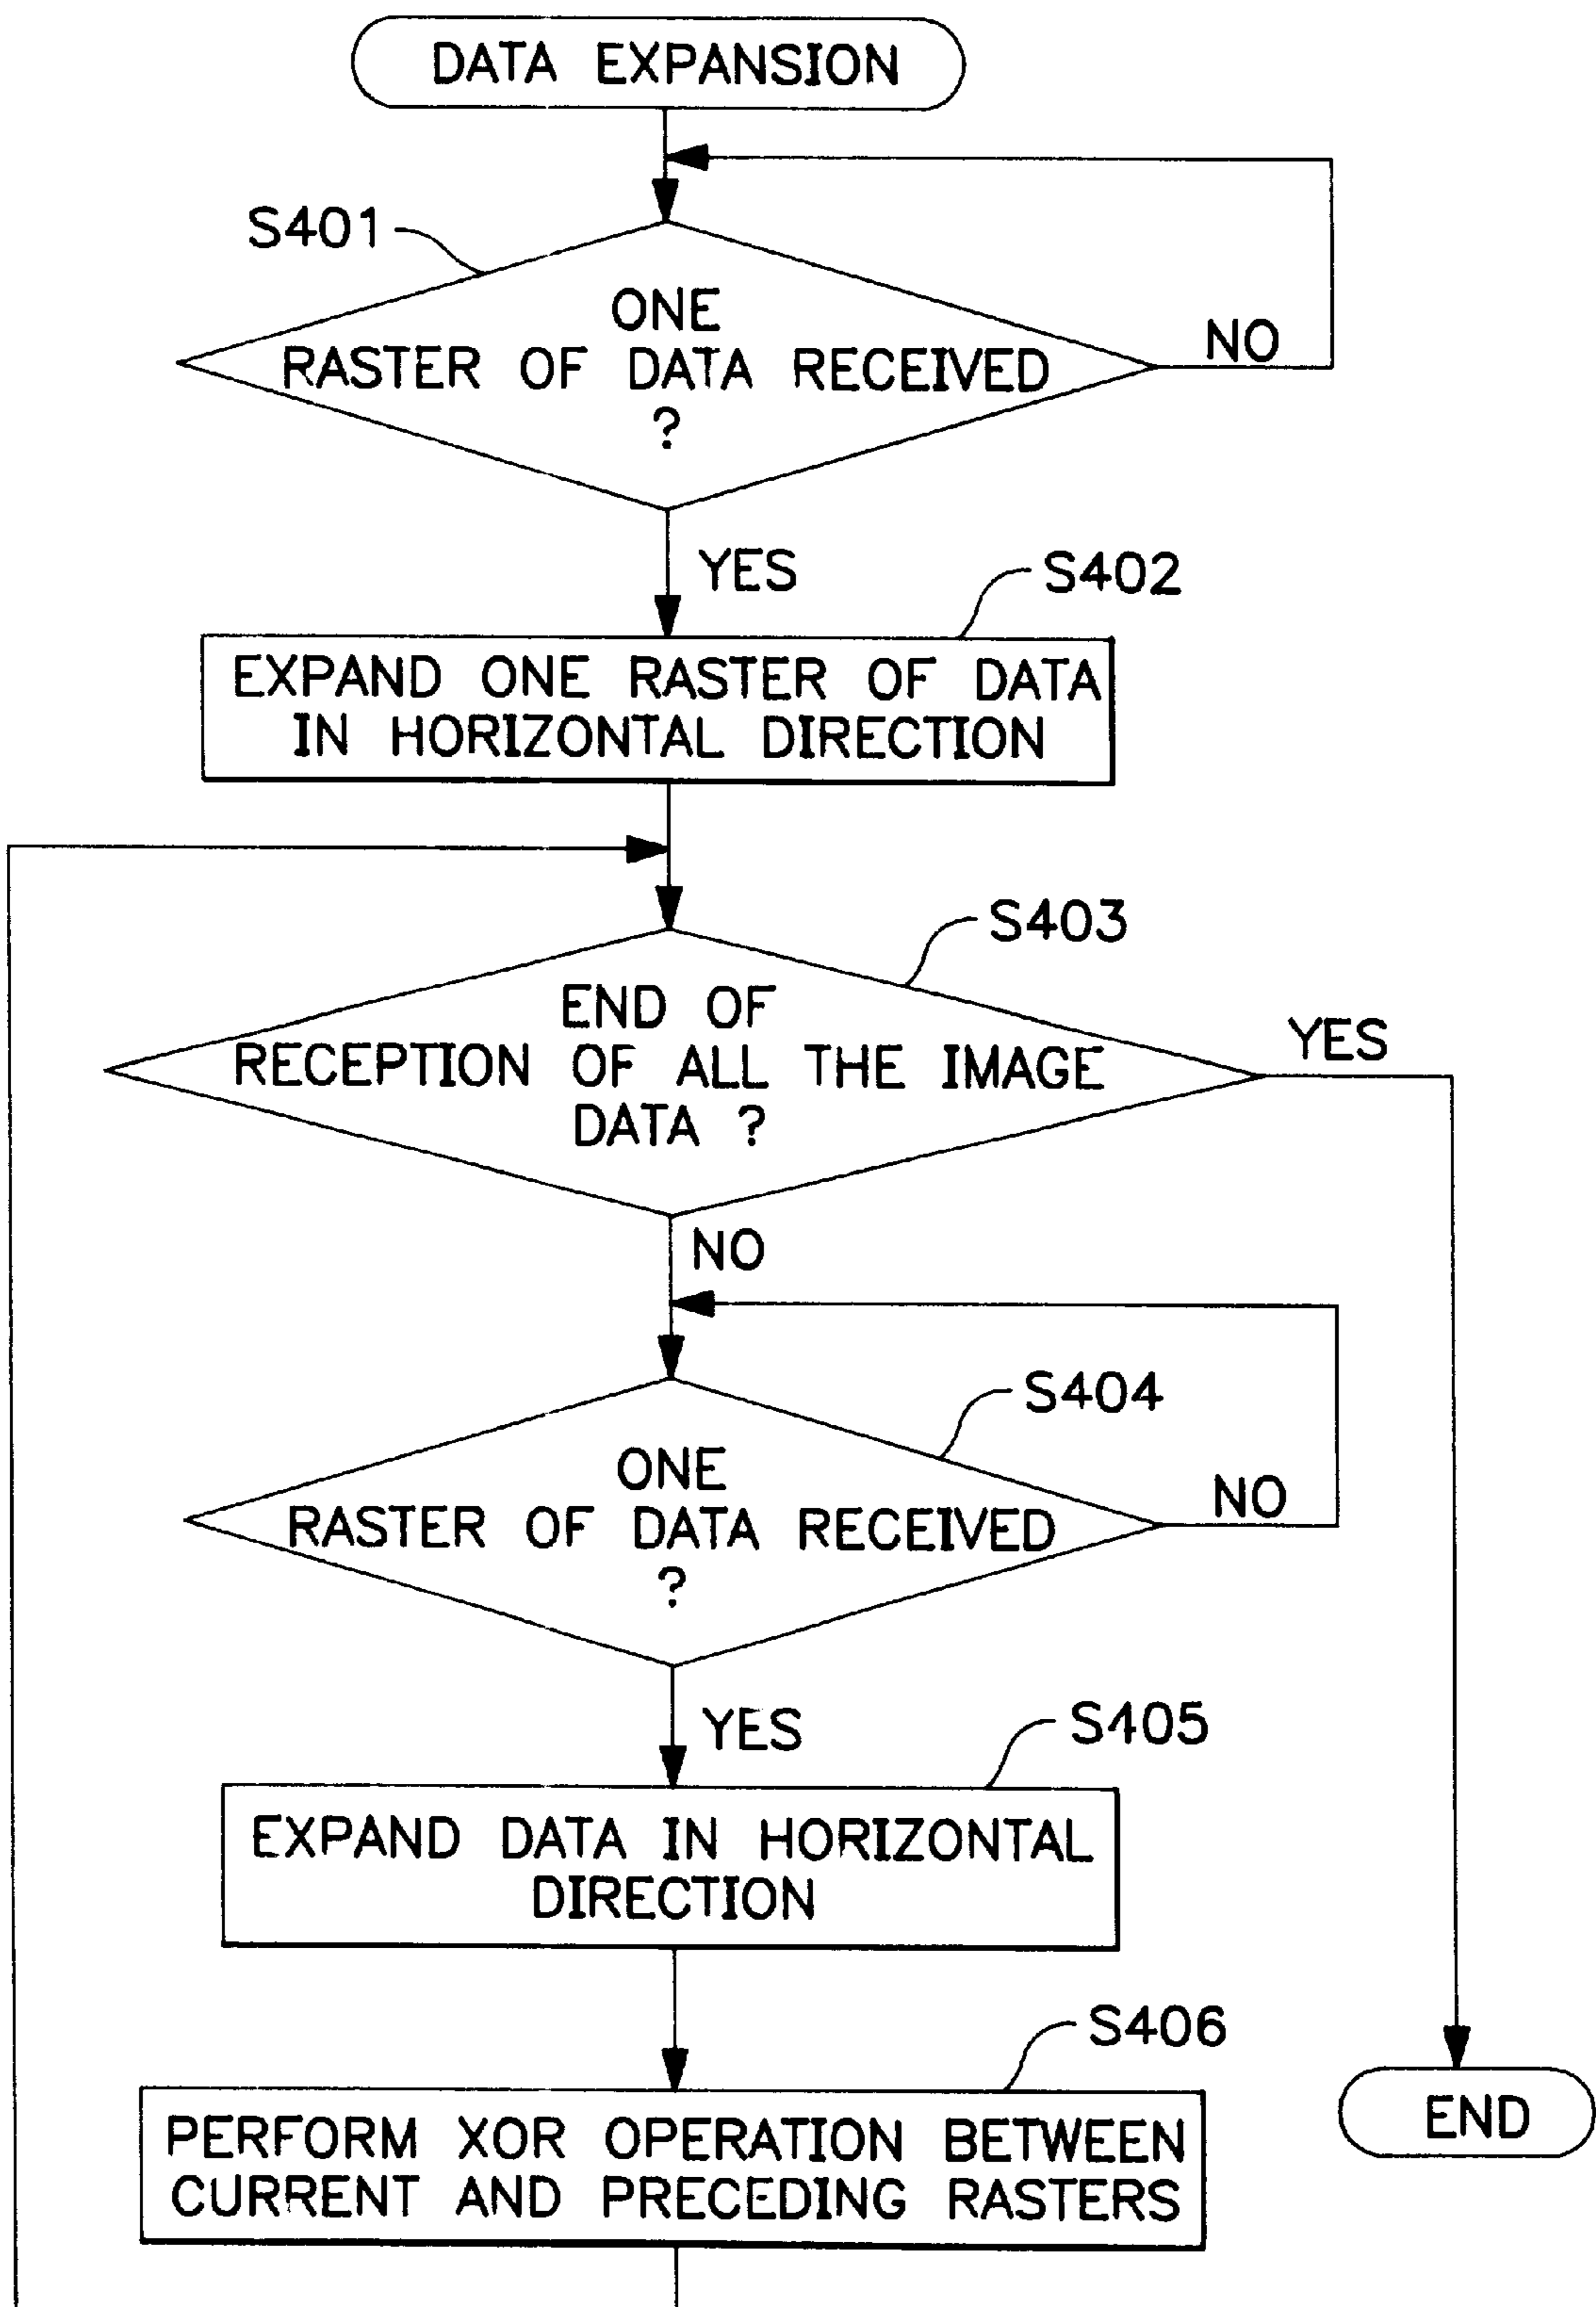 DATA EXPANSION
S401
ONE
RASTER OF DATA RECEIVED
?
NO
YES
S402
EXPAND ONE RASTER OF DATA
IN HORIZONTAL DIRECTION
S403
END OF
RECEPTION OF ALL THE IMAGE
DATA ?
YES
NO
S404
ONE
RASTER OF DATA RECEIVED
?
NO
YES
S405
EXPAND DATA IN HORIZONTAL
DIRECTION
S406
PERFORM XOR OPERATION BETWEEN
CURRENT AND PRECEDING RASTERS
END